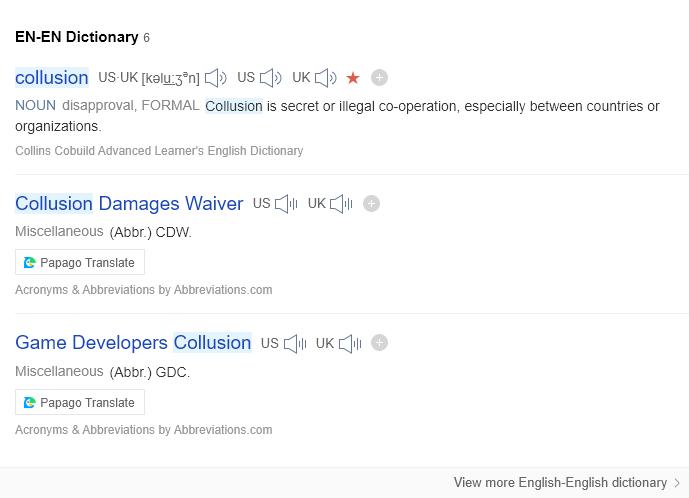 EN-EN Dictionary 6
collusion US·UK [kəlu:ʒᵊn] US UK
NOUN disapproval, FORMAL Collusion is secret or illegal co-operation, especially between countries or
organizations.
Collins Cobuild Advanced Learner's English Dictionary
Collusion Damages Waiver US UK
Miscellaneous (Abbr.) CDW.
Papago Translate
Acronyms & Abbreviations by Abbreviations.com
Game Developers Collusion US UK
Miscellaneous (Abbr.) GDC.
Papago Translate
Acronyms & Abbreviations by Abbreviations.com
View more English-English dictionary